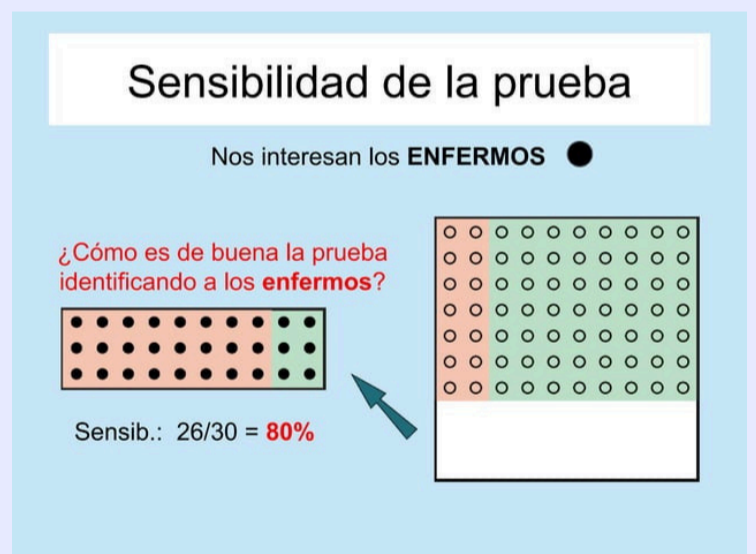 Sensibilidad de la prueba
Nos interesan los ENFERMOS
¿Cómo es de buena la prueba
identificando a los enfermos?
Sensib.: 26/30 = 80%